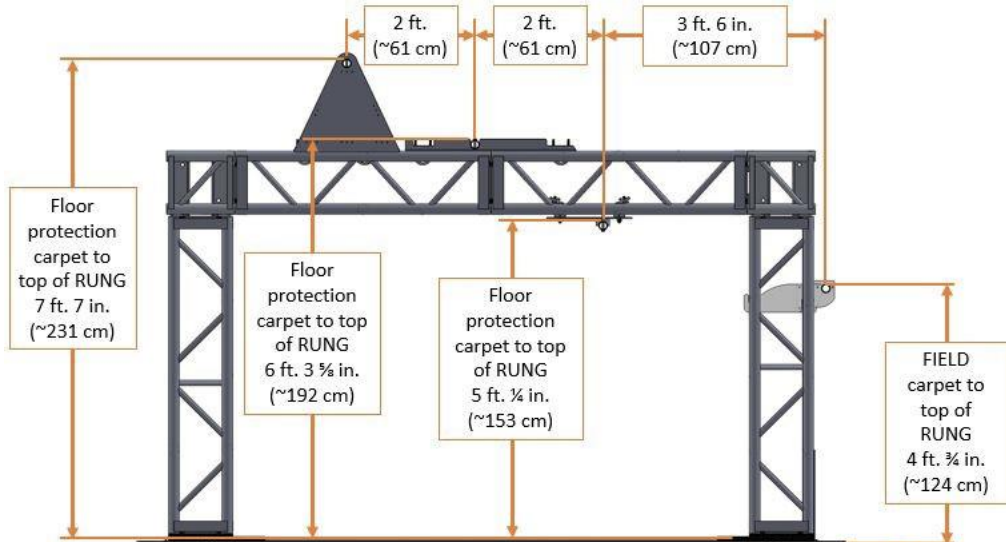 2 ft.
(~61 cm)
2 ft.
(~61 cm)
3 ft. 6 in.
(~107 cm)
Floor
protection
carpet to
top of RUNG
7 ft. 7 in.
(~231 cm)
Floor
protection
carpet to top
of RUNG
6 ft. 3 ⅝ in.
(~192 cm)
Floor
protection
carpet to top
of RUNG
5 ft. ¼ in.
(~153 cm)
FIELD
carpet to
top of
RUNG
4 ft. ¾ in.
(~124 cm)